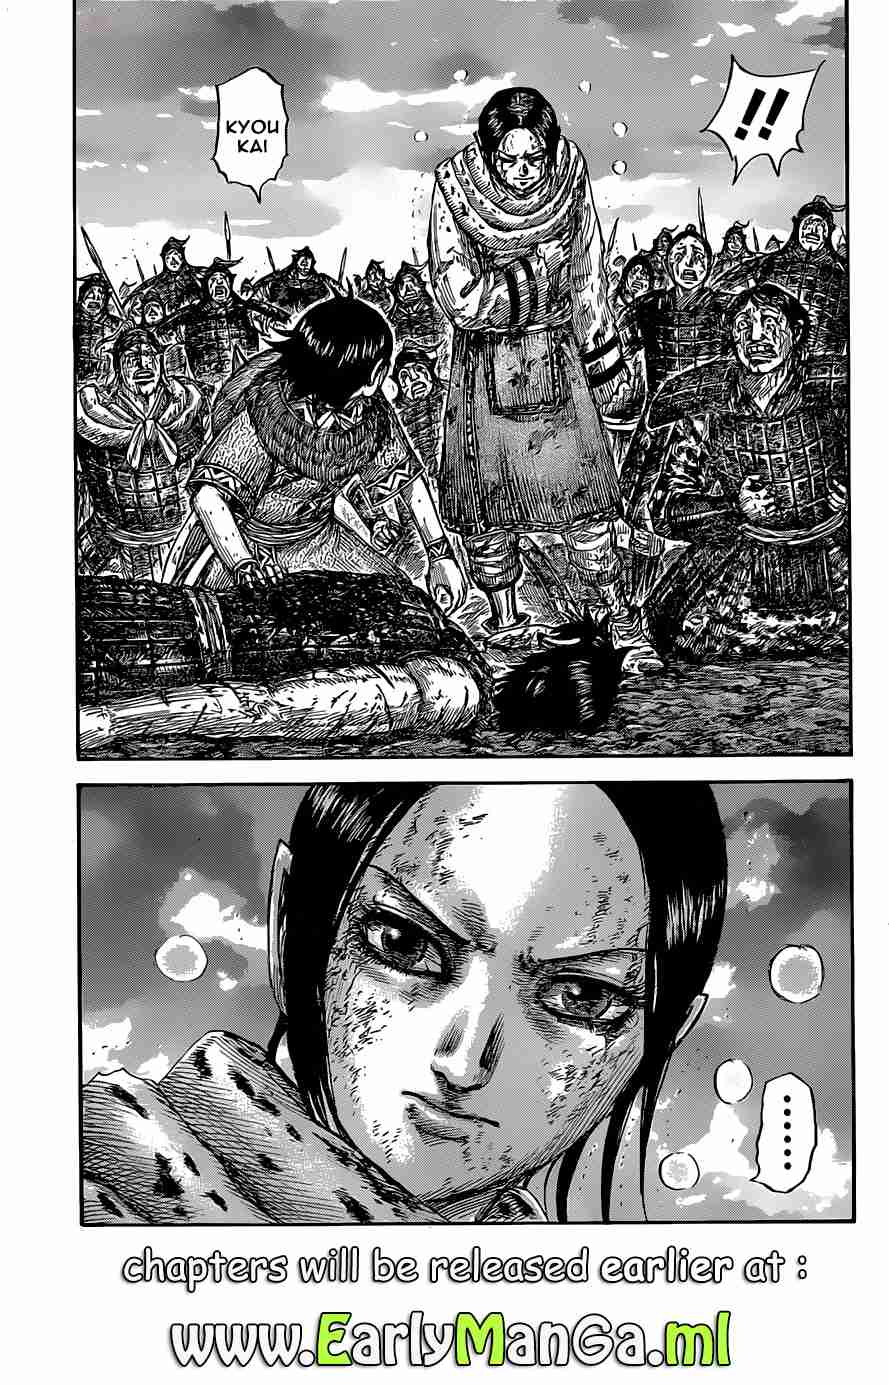 !!
KYOU
KAI
......
chapters will be released earlier at :
www.EarlyManGa.ml